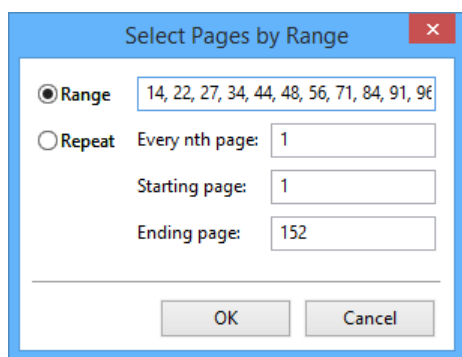 Select Pages by Range
Range 14, 22, 27, 34, 44, 48, 56, 71, 84, 91, 96
Repeat Every nth page: 1
Starting page: 1
Ending page: 152
OK Cancel